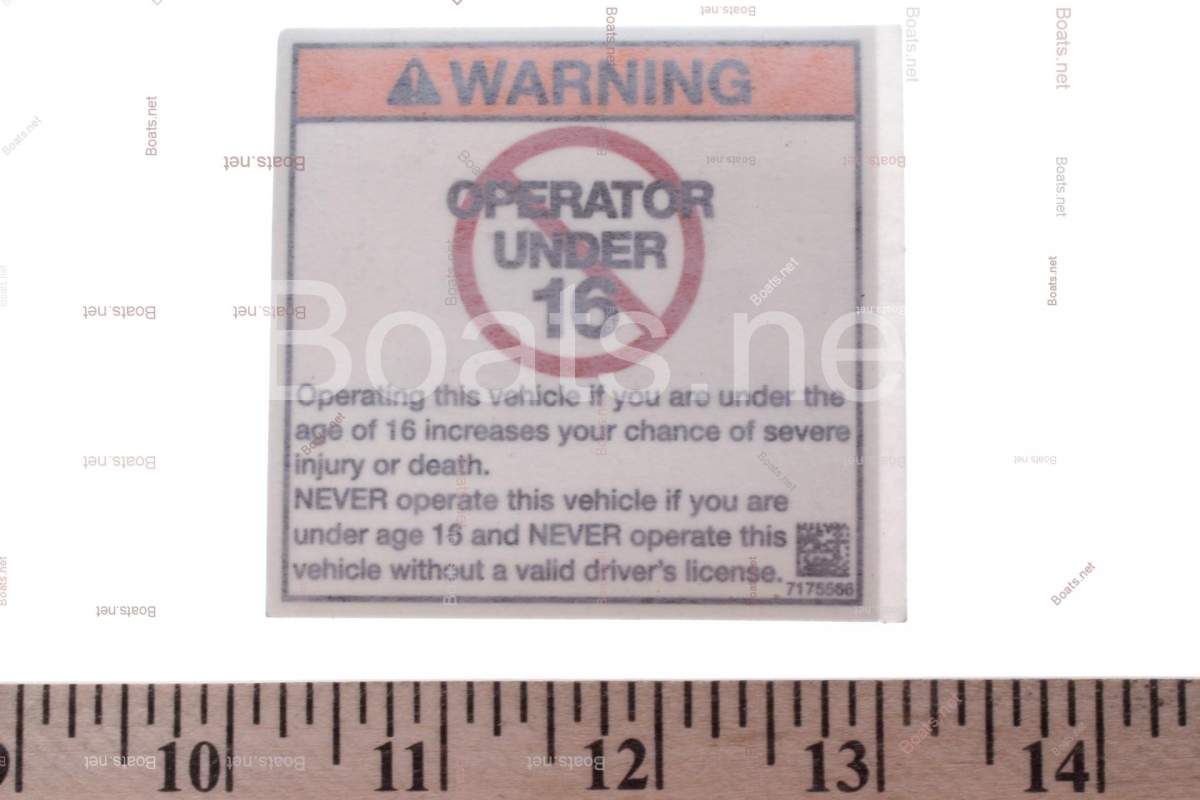 WARNING
OPERATOR
UNDER
16
Operating this vehicle if you are under the
age of 16 increases your chance of severe
injury or death.
NEVER operate this vehicle if you are
under age 16 and NEVER operate this
vehicle without a valid driver's license.
7175566
Boats.net
10 11 12 13 14